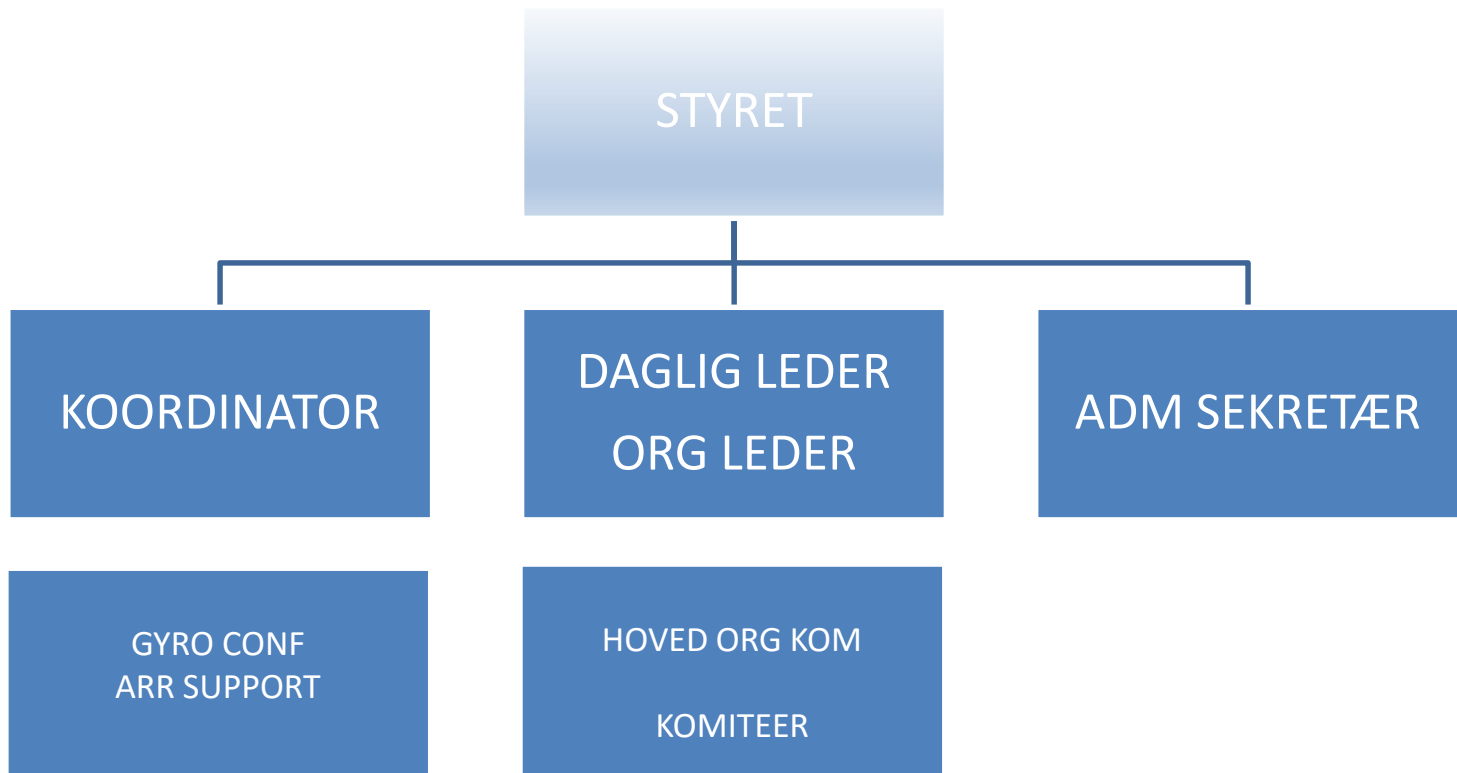 STYRET
KOORDINATOR
DAGLIG LEDER
ORG LEDER
ADM SEKRETÆR
GYRO CONF
ARR SUPPORT
HOVED ORG KOM
KOMITEER